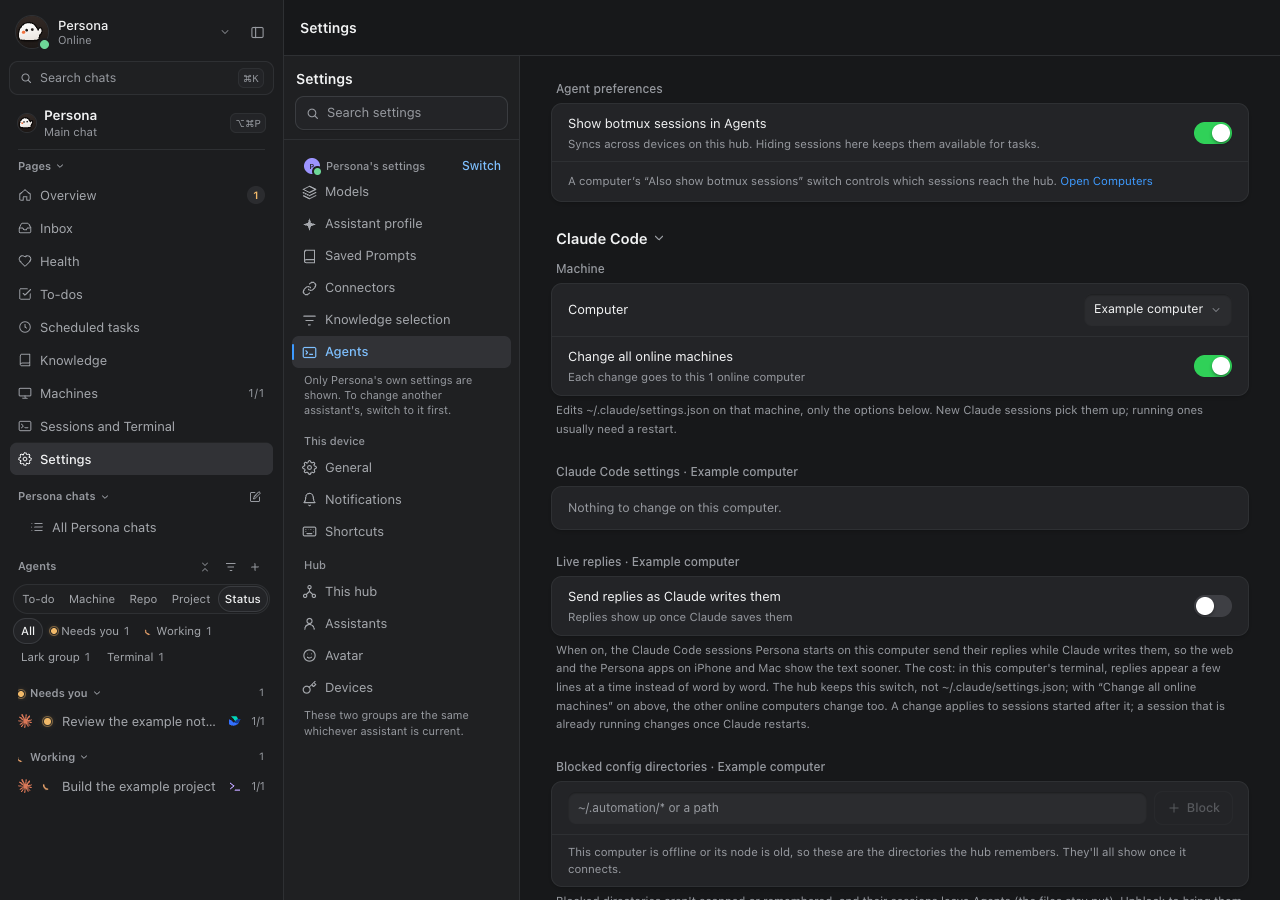 Persona
Online
Search chats
⌘K
Persona
Main chat
⌥⌘P
Pages
Overview
1
Inbox
Health
To-dos
Scheduled tasks
Knowledge
Machines
1/1
Sessions and Terminal
Settings
Persona chats
All Persona chats
Agents
To-do Machine Repo Project Status
All Needs you 1 Working 1
Lark group 1 Terminal 1
Needs you
1
Review the example not...
1/1
Working
1
Build the example project
1/1
Settings
Settings
Search settings
P
Persona's settings
Switch
Models
Assistant profile
Saved Prompts
Connectors
Knowledge selection
Agents
Only Persona's own settings are
shown. To change another
assistant's, switch to it first.
This device
General
Notifications
Shortcuts
Hub
This hub
Assistants
Avatar
Devices
These two groups are the same
whichever assistant is current.
Agent preferences
Show botmux sessions in Agents
Syncs across devices on this hub. Hiding sessions here keeps them available for tasks.
A computer's “Also show botmux sessions” switch controls which sessions reach the hub. Open Computers
Claude Code
Machine
Computer
Example computer
Change all online machines
Each change goes to this 1 online computer
Edits ~/.claude/settings.json on that machine, only the options below. New Claude sessions pick them up; running ones
usually need a restart.
Claude Code settings · Example computer
Nothing to change on this computer.
Live replies · Example computer
Send replies as Claude writes them
Replies show up once Claude saves them
When on, the Claude Code sessions Persona starts on this computer send their replies while Claude writes them, so the web
and the Persona apps on iPhone and Mac show the text sooner. The cost: in this computer's terminal, replies appear a few
lines at a time instead of word by word. The hub keeps this switch, not ~/.claude/settings.json; with “Change all online
machines” on above, the other online computers change too. A change applies to sessions started after it; a session that is
already running changes once Claude restarts.
Blocked config directories · Example computer
~/.automation/* or a path
Block
This computer is offline or its node is old, so these are the directories the hub remembers. They'll all show once it
connects.